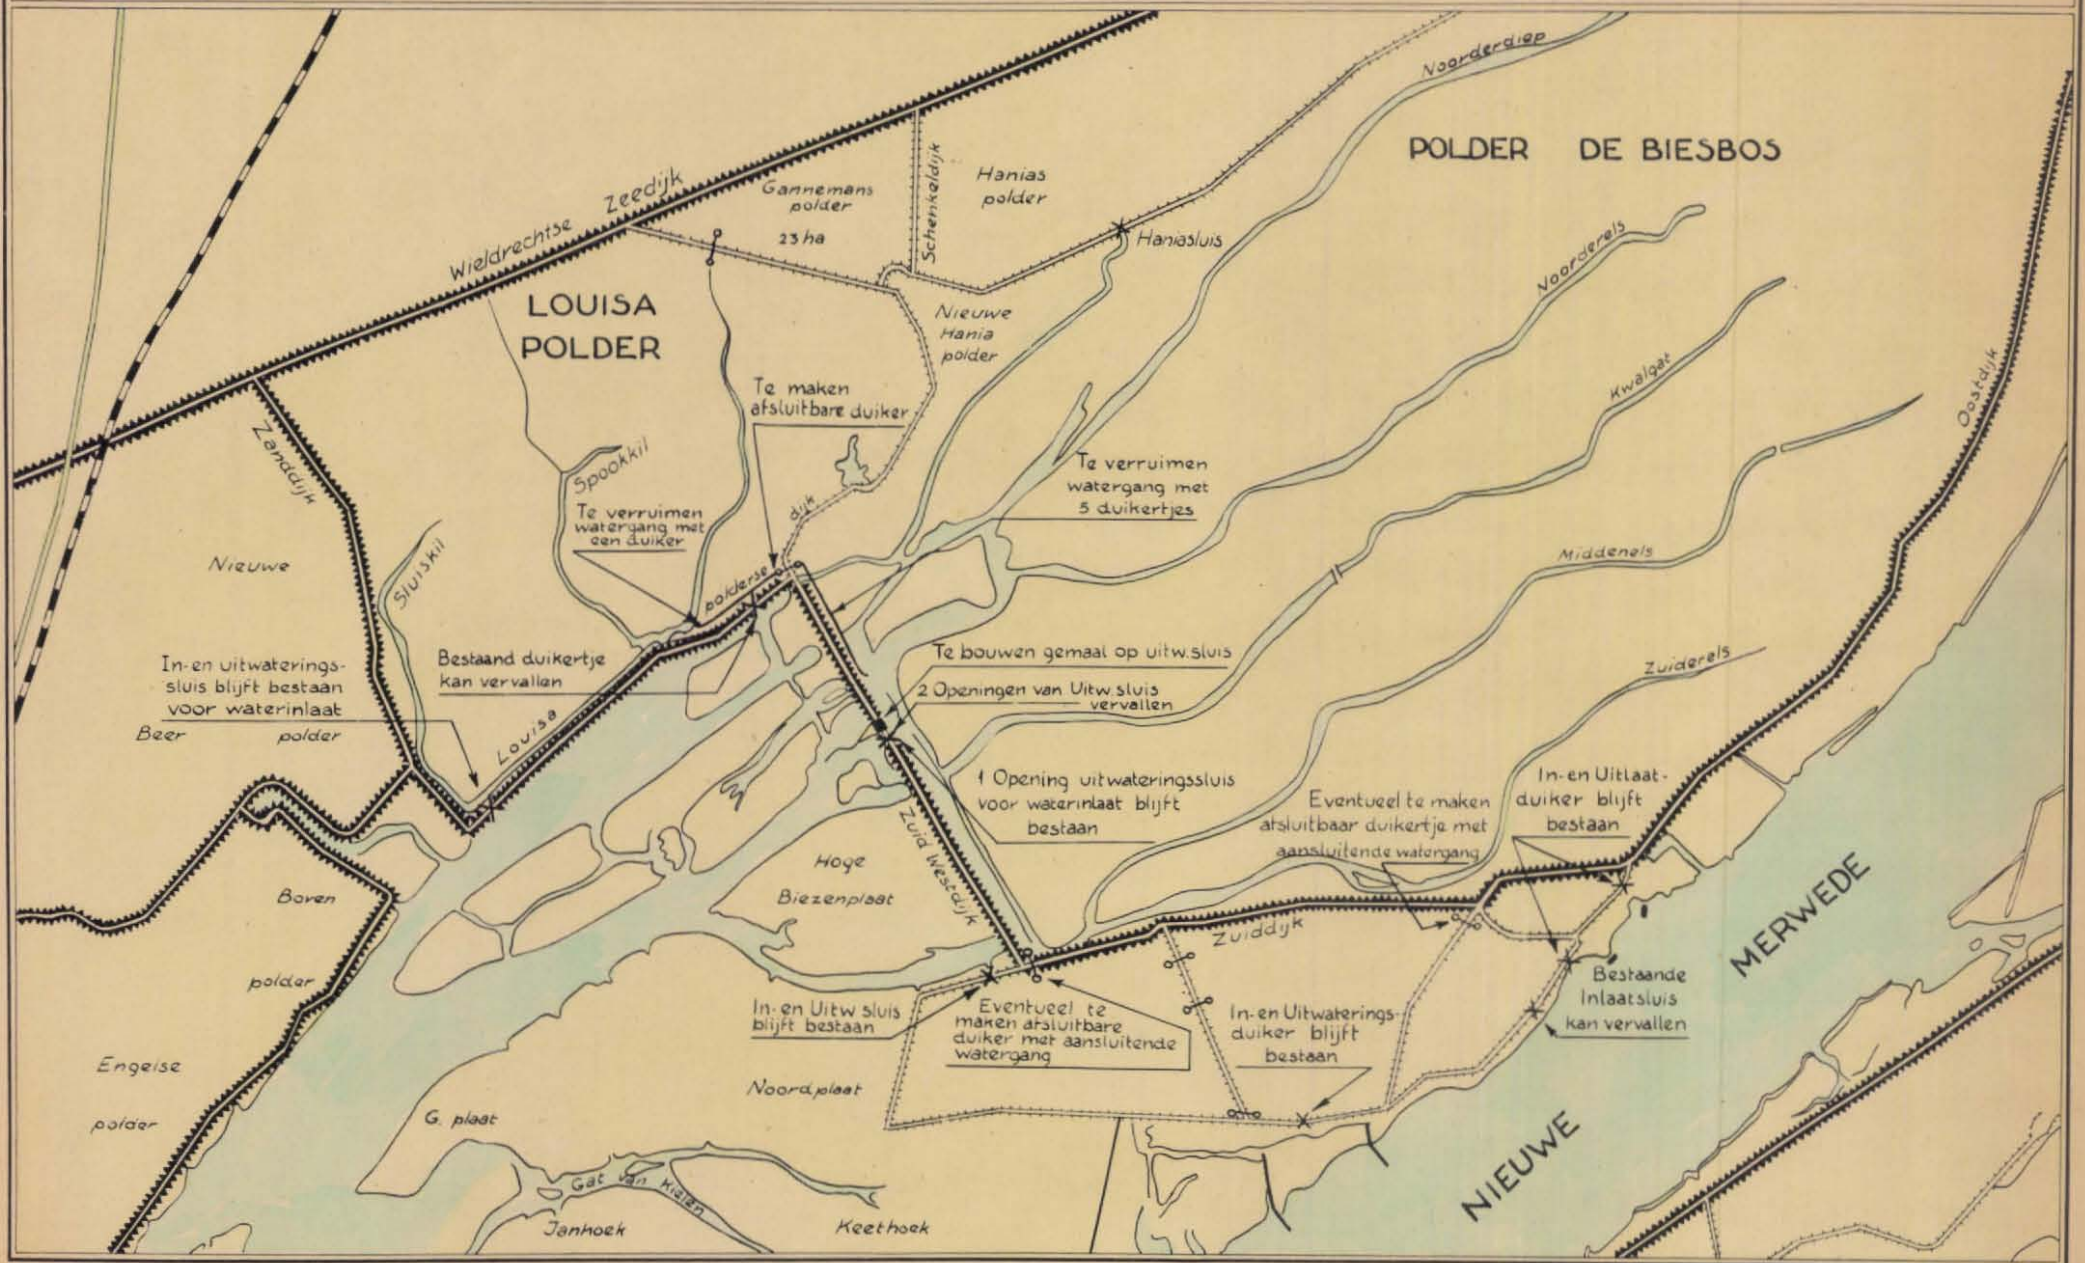 Noorderdiep
POLDER DE BIESBOS
Wieldrechtse Zeedijk
Gannemans
polder
23 ha
Schenkeldijk
Hanias
polder
Haniasluis
Noorderels
LOUISA
POLDER
Nieuwe
Hania
polder
Kwalgat
Oostdijk
Zanddijk
Te maken
afsluitbare duiker
Spookkil
Te verruimen
watergang met
een duiker
dijk
Te verruimen
watergang met
5 duikertjes
Middenels
Nieuwe
Sluiskil
polderse
In-en uitwaterings-
sluis blijft bestaan
voor waterinlaat
Beer polder
Bestaand duikertje
kan vervallen
Louisa
Te bouwen gemaal op uitw.sluis
2 Openingen van Uitw.sluis
vervallen
Zuiderels
1 Opening uitwateringssluis
voor waterinlaat blijft
bestaan
Eventueel te maken
afsluitbaar duikertje met
aansluitende watergang
In-en Uitlaat-
duiker blijft
bestaan
Zuid Westdijk
Hoge
Biezenplaat
Boven
polder
Zuiddijk
MERWEDE
Bestaande
Inlaatsluis
kan vervallen
In-en Uitw sluis
blijft bestaan
Eventueel te
maken afsluitbare
duiker met aansluitende
watergang
In-en Uitwaterings-
duiker blijft
bestaan
Engelse
polder
Noordplaat
G. plaat
NIEUWE
Gat van Kielen
Janhoek
Keethoek